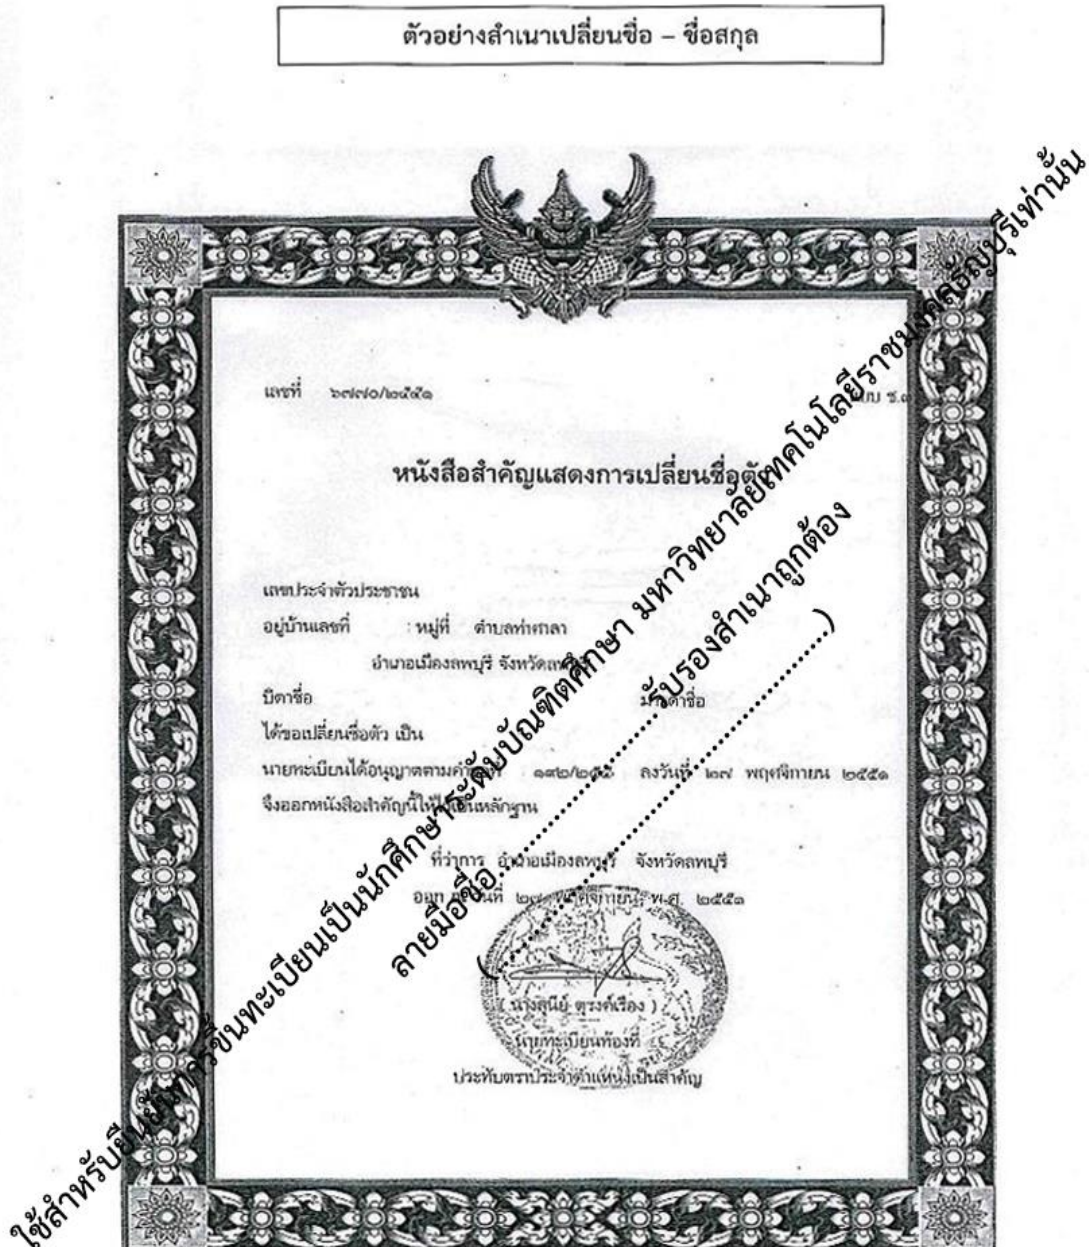 ตัวอย่างสำเนาเปลี่ยนชื่อ – ชื่อสกุล
เลขที่ ๖๗๗๐/๒๕๕๑
แบบ ช.๓
หนังสือสำคัญแสดงการเปลี่ยนชื่อตัว
เลขประจำตัวประชาชน
อยู่บ้านเลขที่ หมู่ที่ ตำบลท่าศาลา
อำเภอเมืองลพบุรี จังหวัดลพบุรี
บิดาชื่อ มารดาชื่อ
ได้ขอเปลี่ยนชื่อตัว เป็น
นายทะเบียนได้อนุญาตตามคำขอที่ ๑๙๒/๒๕๕๑ ลงวันที่ ๒๗ พฤศจิกายน ๒๕๕๑
จึงออกหนังสือสำคัญนี้ให้ไว้เป็นหลักฐาน
ที่ว่าการ อำเภอเมืองลพบุรี จังหวัดลพบุรี
ออก ณ วันที่ ๒๗ พฤศจิกายน พ.ศ. ๒๕๕๑
( นางสุนีย์ ตุรงค์เรือง )
นายทะเบียนท้องที่
ประทับตราประจำตำแหน่งเป็นสำคัญ
ใช้สำหรับยืนยันการขึ้นทะเบียนเป็นนักศึกษาระดับบัณฑิตศึกษา มหาวิทยาลัยเทคโนโลยีราชมงคลธัญบุรีเท่านั้น
ลายมือชื่อ..............................รับรองสำเนาถูกต้อง
(..............................)